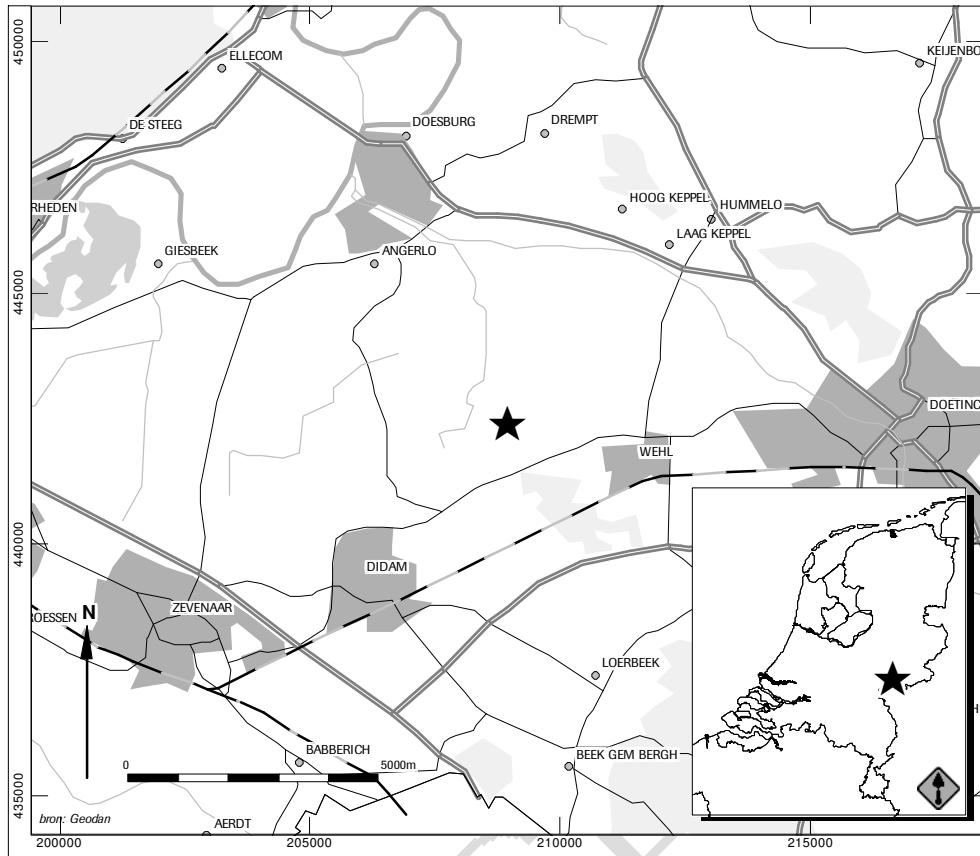 450000
445000
440000
435000
ELLECOM
KEIJENBO
DE STEEG
DOESBURG
DREMPT
RHEDEN
HOOG KEPPEL
HUMMELO
LAAG KEPPEL
GIESBEEK
ANGERLO
DOETINC
WEHL
DIDAM
ZEVENAAR
ROESSEN
N
LOERBEEK
BABBERICH
BEEK GEM BERGH
0
5000m
bron: Geodan
AERDT
H
200000
205000
210000
215000